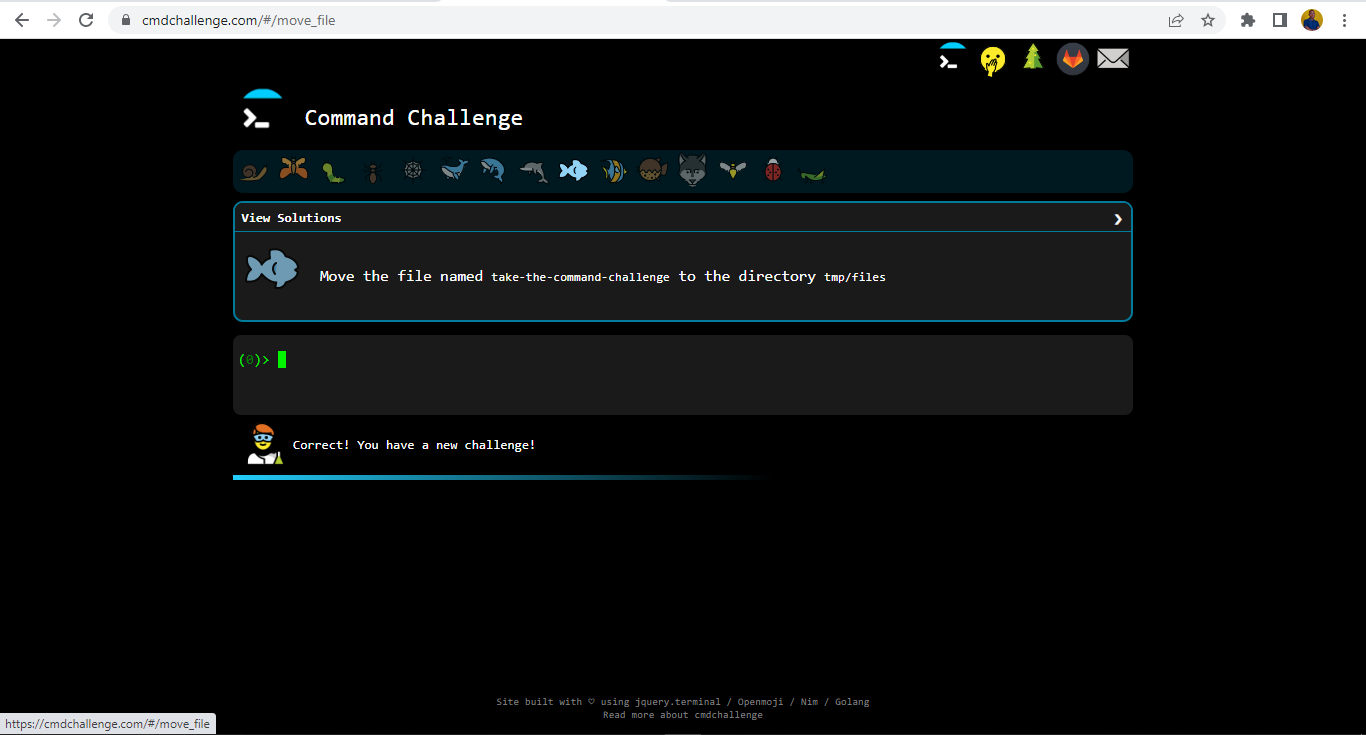 cmdchallenge.com/#/move_file
Command Challenge
View Solutions
Move the file named take-the-command-challenge to the directory tmp/files
(0)>
Correct! You have a new challenge!
Site built with ♡ using jquery.terminal / Openmoji / Nim / Golang
Read more about cmdchallenge
https://cmdchallenge.com/#/move_file